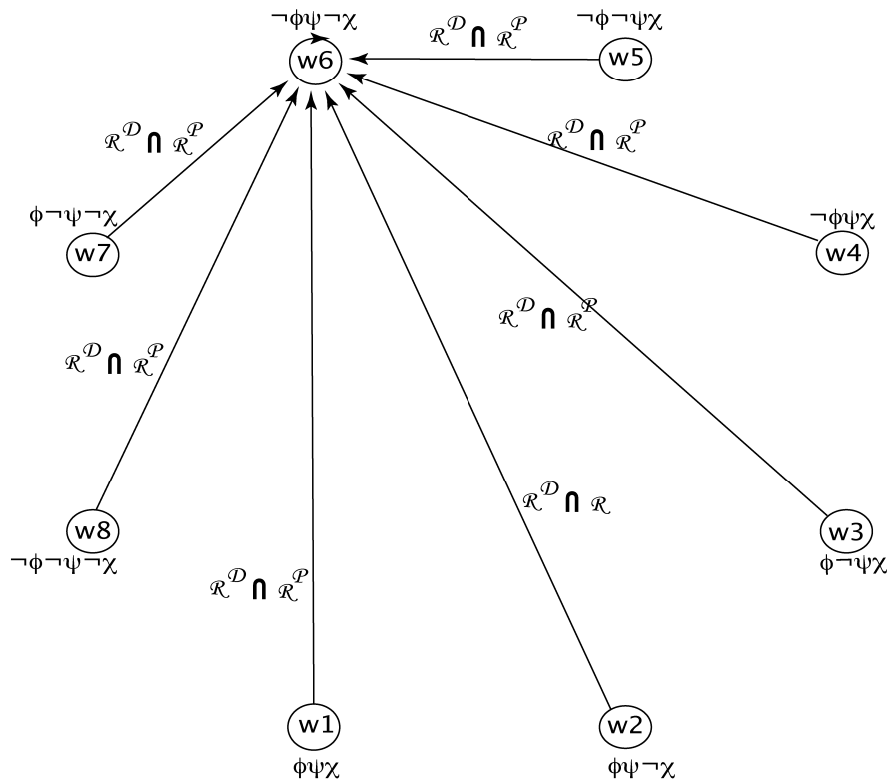 ¬ϕψ¬χ
w6
ℛᴰ ∩ ℛᴾ
¬ϕ¬ψχ
w5
ℛᴰ ∩ ℛᴾ
ℛᴰ ∩ ℛᴾ
ϕ¬ψ¬χ
w7
¬ϕψχ
w4
ℛᴰ ∩ ℛᴾ
ℛᴰ ∩ ℛᴾ
ℛᴰ ∩ ℛ
w8
¬ϕ¬ψ¬χ
w3
ϕ¬ψχ
ℛᴰ ∩ ℛᴾ
w1
ϕψχ
w2
ϕψ¬χ